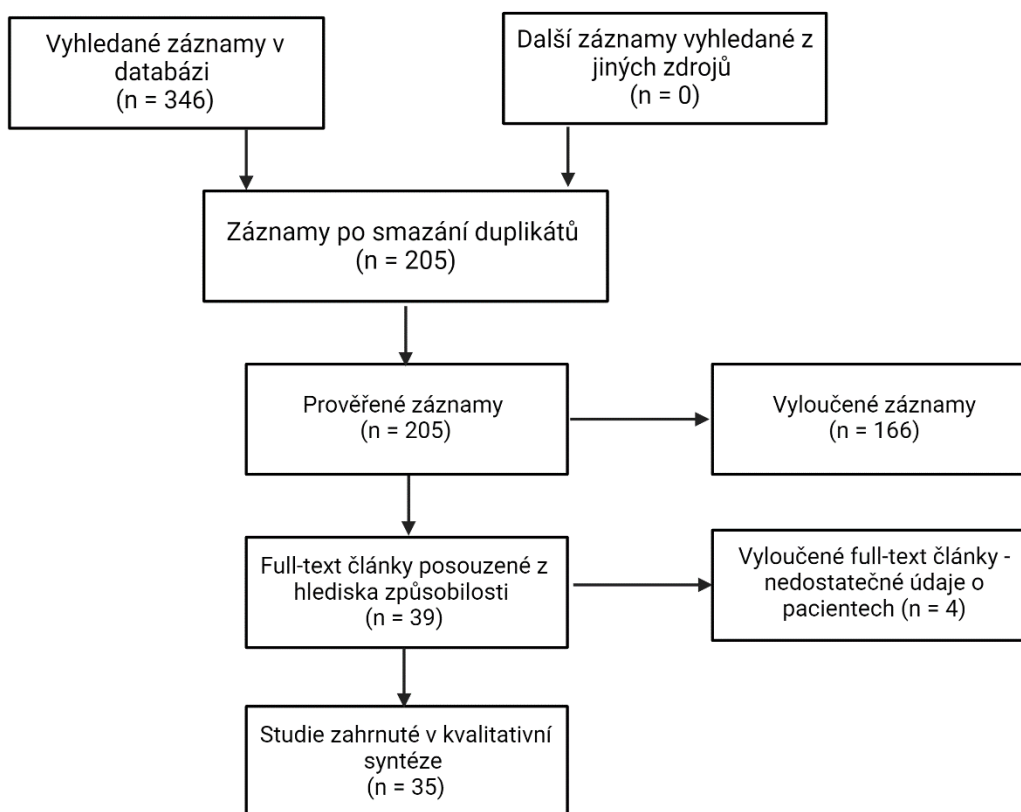 Vyhledané záznamy v
databázi
(n = 346)
Další záznamy vyhledané z
jiných zdrojů
(n = 0)
Záznamy po smazání duplikátů
(n = 205)
Prověřené záznamy
(n = 205)
Vyloučené záznamy
(n = 166)
Full-text články posouzené z
hlediska způsobilosti
(n = 39)
Vyloučené full-text články -
nedostatečné údaje o
pacientech (n = 4)
Studie zahrnuté v kvalitativní
syntéze
(n = 35)